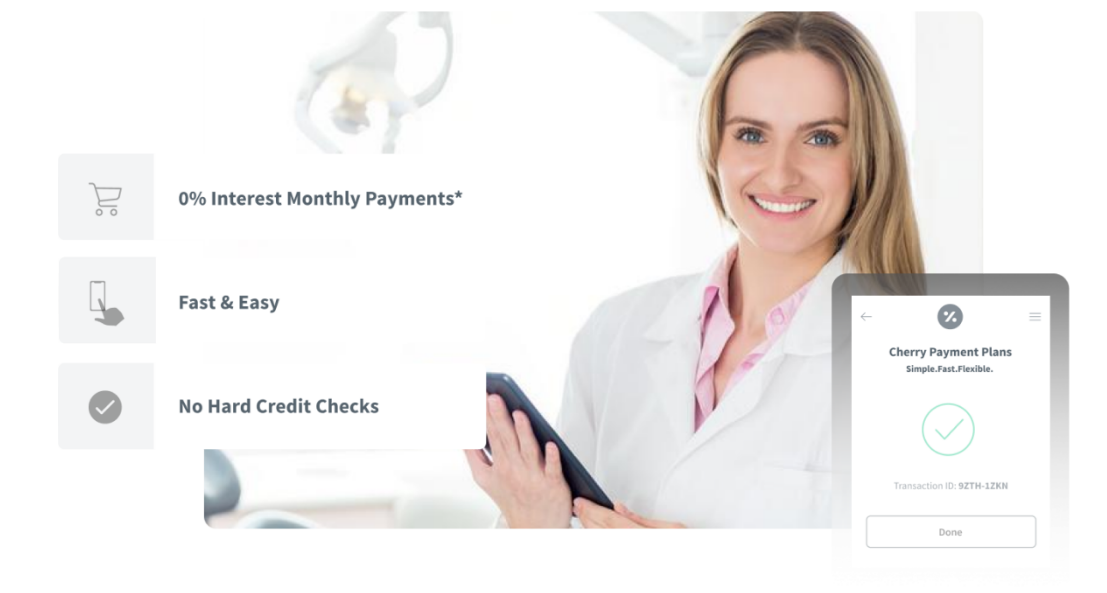 0% Interest Monthly Payments*
Fast & Easy
No Hard Credit Checks
Cherry Payment Plans
Simple.Fast.Flexible.
Transaction ID: 9ZTH-1ZKN
Done